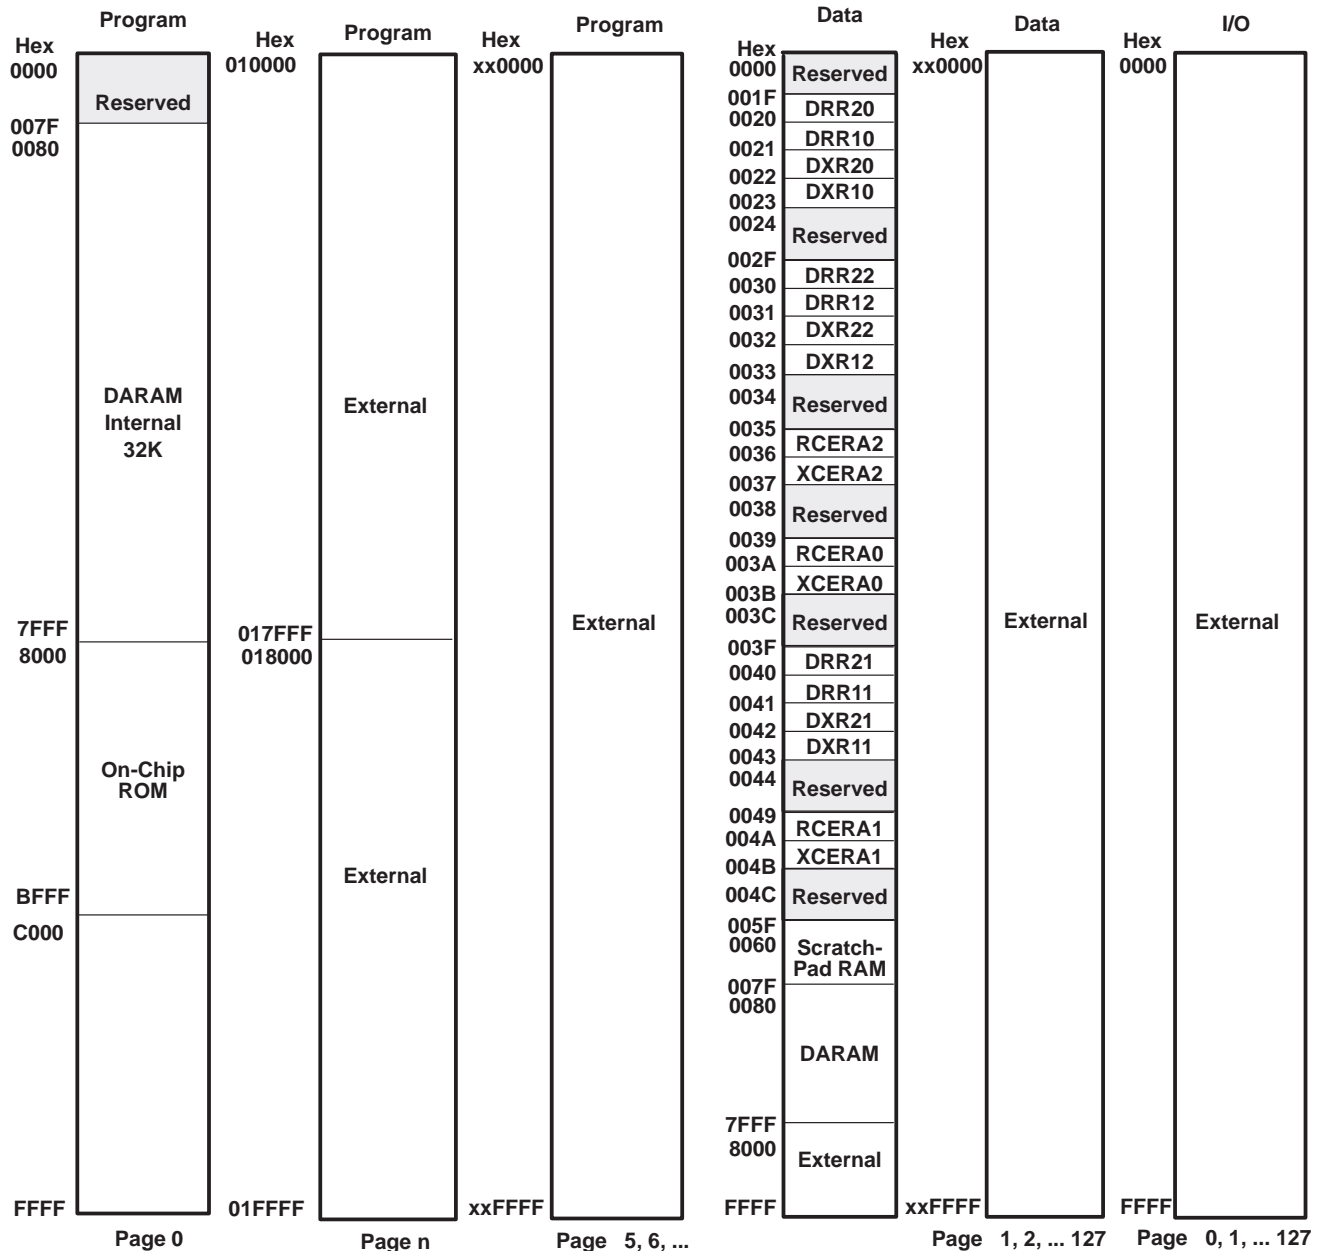 Program
Hex
0000
Reserved
007F
0080
DARAM
Internal
32K
7FFF
8000
On-Chip
ROM
BFFF
C000
FFFF
Page 0
Hex
010000
Program
External
017FFF
018000
External
01FFFF
Page n
Hex
xx0000
Program
External
xxFFFF
Page 5, 6, ...
Data
Hex
0000
Reserved
001F
0020
DRR20
0021
DRR10
0022
DXR20
0023
DXR10
0024
Reserved
002F
0030
DRR22
0031
DRR12
0032
DXR22
0033
DXR12
0034
Reserved
0035
0036
RCERA2
0037
XCERA2
0038
Reserved
0039
003A
RCERA0
003B
XCERA0
003C
Reserved
003F
0040
DRR21
0041
DRR11
0042
DXR21
0043
DXR11
0044
Reserved
0049
004A
RCERA1
004B
XCERA1
004C
Reserved
005F
0060
Scratch-
Pad RAM
007F
0080
DARAM
7FFF
8000
External
FFFF
Hex
xx0000
Data
External
xxFFFF
Page 1, 2, ... 127
Hex
0000
I/O
External
FFFF
Page 0, 1, ... 127